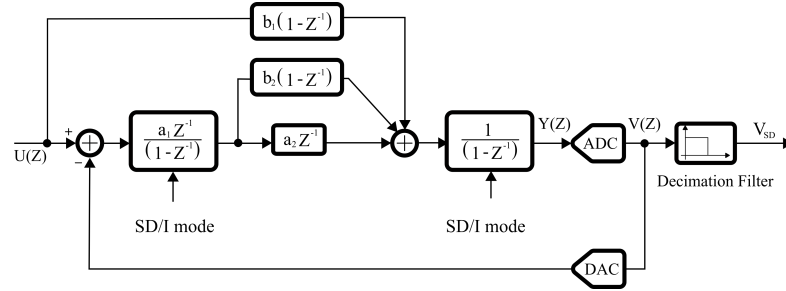 b₁(1-Z⁻¹)
b₂(1-Z⁻¹)
U(Z)
+
−
a₁Z⁻¹
(1-Z⁻¹)
a₂Z⁻¹
1
(1-Z⁻¹)
Y(Z)
ADC
V(Z)
V_SD
Decimation Filter
SD/I mode
SD/I mode
DAC